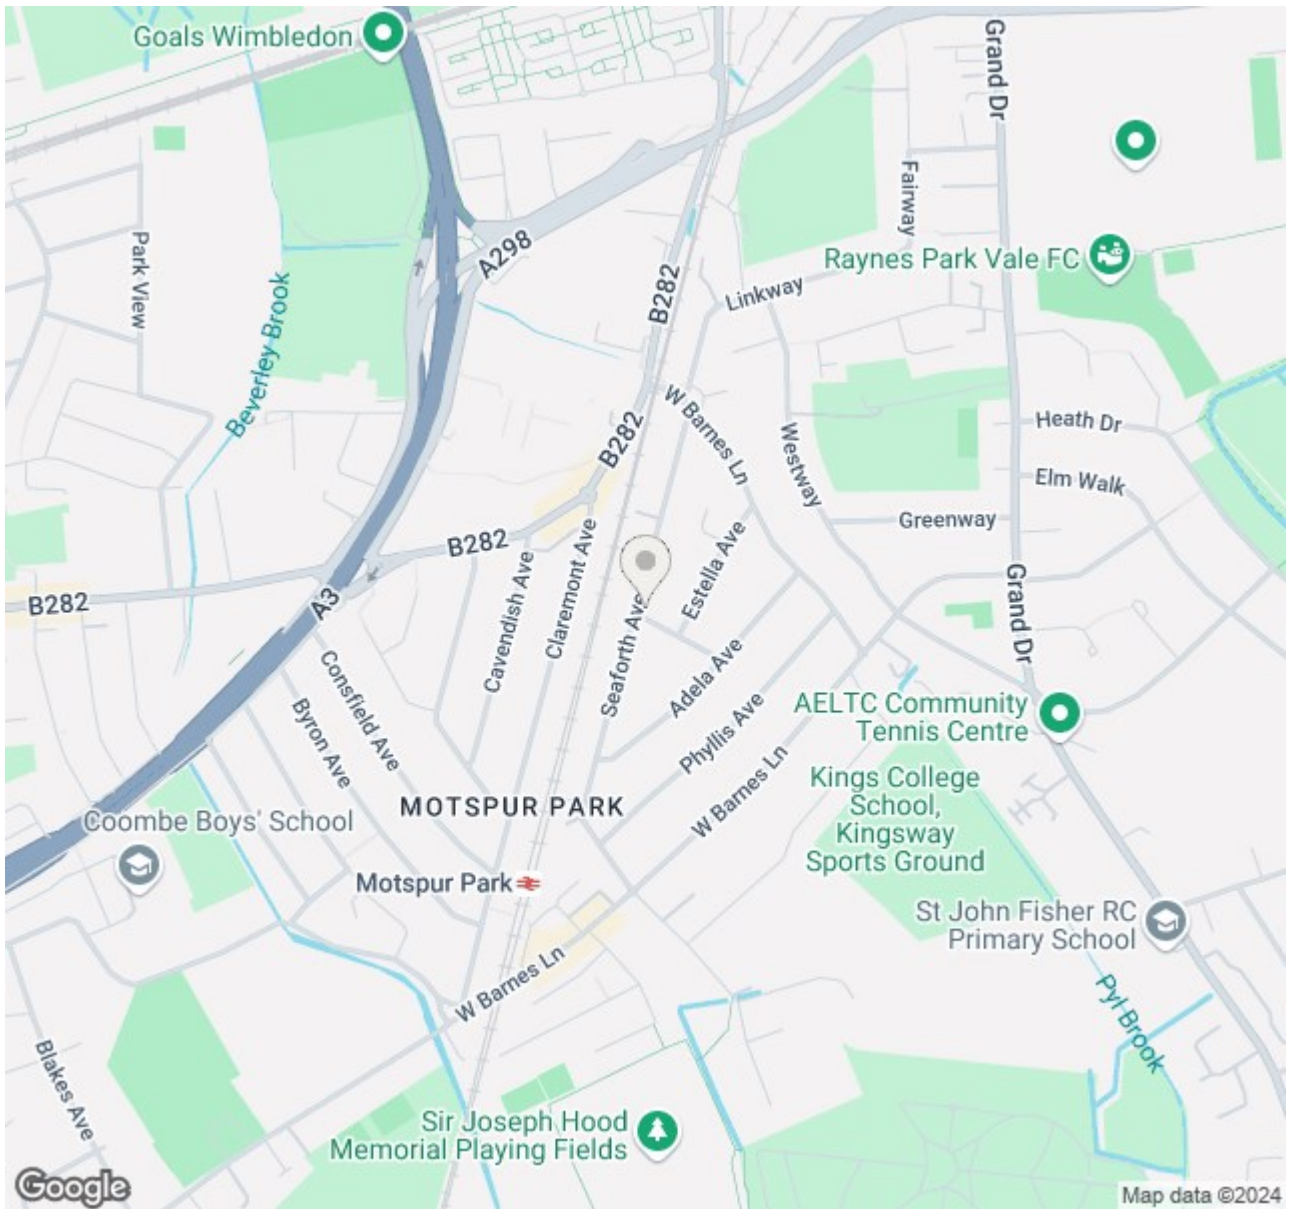 Goals Wimbledon
Grand Dr
Fairway
Park View
A298
Raynes Park Vale FC
B282
Linkway
Beverley Brook
W Barnes Ln
B282
Westway
Heath Dr
Elm Walk
Greenway
B282
B282
A3
Cavendish Ave
Claremont Ave
Estella Ave
Seaforth Ave
Grand Dr
Consfield Ave
Byron Ave
Adela Ave
Phyllis Ave
AELTC Community
Tennis Centre
W Barnes Ln
MOTSPUR PARK
Kings College
School,
Kingsway
Sports Ground
Coombe Boys' School
Motspur Park
St John Fisher RC
Primary School
W Barnes Ln
Pyl Brook
Blakes Ave
Sir Joseph Hood
Memorial Playing Fields
Google
Map data ©2024